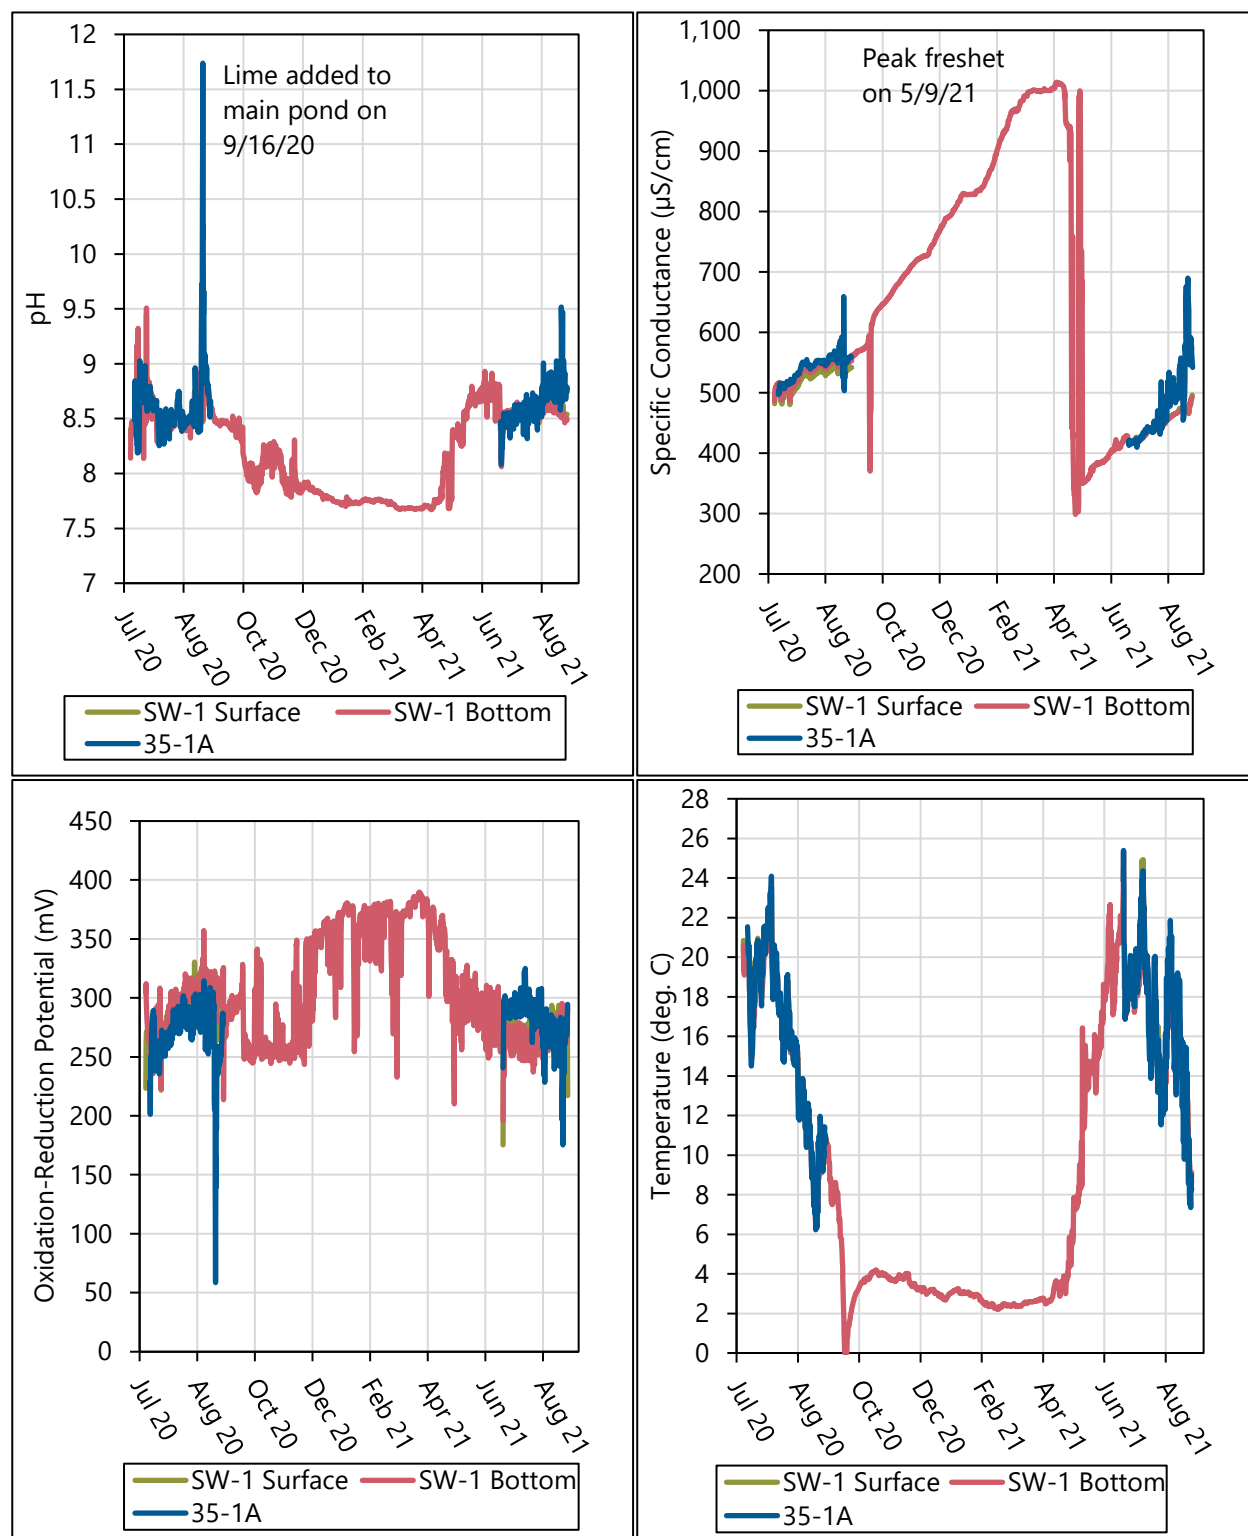 12
11.5
11
10.5
10
9.5
9
8.5
8
7.5
7
pH
Lime added to
main pond on
9/16/20
Jul 20
Aug 20
Oct 20
Dec 20
Feb 21
Apr 21
Jun 21
Aug 21
SW-1 Surface
SW-1 Bottom
35-1A
1,100
1,000
900
800
700
600
500
400
300
200
Specific Conductance (µS/cm)
Peak freshet
on 5/9/21
Jul 20
Aug 20
Oct 20
Dec 20
Feb 21
Apr 21
Jun 21
Aug 21
SW-1 Surface
SW-1 Bottom
35-1A
450
400
350
300
250
200
150
100
50
0
Oxidation-Reduction Potential (mV)
Jul 20
Aug 20
Oct 20
Dec 20
Feb 21
Apr 21
Jun 21
Aug 21
SW-1 Surface
SW-1 Bottom
35-1A
28
26
24
22
20
18
16
14
12
10
8
6
4
2
0
Temperature (deg. C)
Jul 20
Aug 20
Oct 20
Dec 20
Feb 21
Apr 21
Jun 21
Aug 21
SW-1 Surface
SW-1 Bottom
35-1A